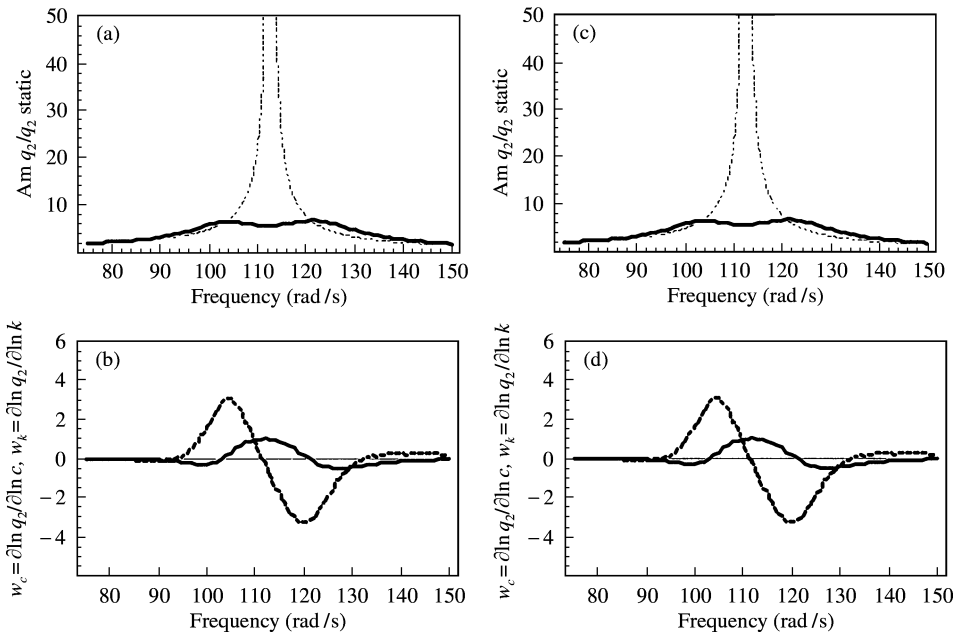 (a)
50
40
30
20
10
Am q₂/q₂ static
80 90 100 110 120 130 140 150
Frequency (rad /s)
(c)
50
40
30
20
10
Am q₂/q₂ static
80 90 100 110 120 130 140 150
Frequency (rad /s)
(b)
6
4
2
0
−2
−4
w_c=∂ln q₂/∂ln c, w_k=∂ln q₂/∂ln k
80 90 100 110 120 130 140 150
Frequency (rad /s)
(d)
6
4
2
0
−2
−4
w_c=∂ln q₂/∂ln c, w_k=∂ln q₂/∂ln k
80 90 100 110 120 130 140 150
Frequency (rad /s)